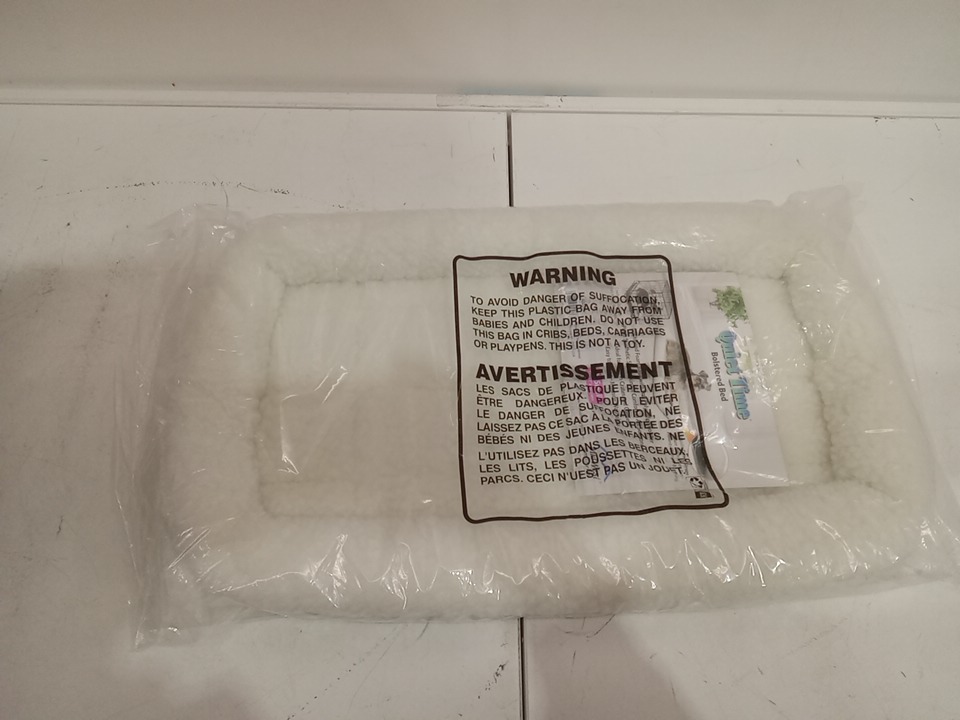 WARNING
TO AVOID DANGER OF SUFFOCATION,
KEEP THIS PLASTIC BAG AWAY FROM
BABIES AND CHILDREN. DO NOT USE
THIS BAG IN CRIBS, BEDS, CARRIAGES
OR PLAYPENS. THIS IS NOT A TOY.
AVERTISSEMENT
LES SACS DE PLASTIQUE PEUVENT
ÊTRE DANGEREUX. POUR ÉVITER
LE DANGER DE SUFFOCATION, NE
LAISSEZ PAS CE SAC À LA PORTÉE DES
BÉBÉS NI DES JEUNES ENFANTS. NE
L'UTILISEZ PAS DANS LES BERCEAUX,
LES LITS, LES POUSSETTES NI LES
PARCS. CECI N'UEST PAS UN JOUET.
Quiet Time
Bolstered Bed